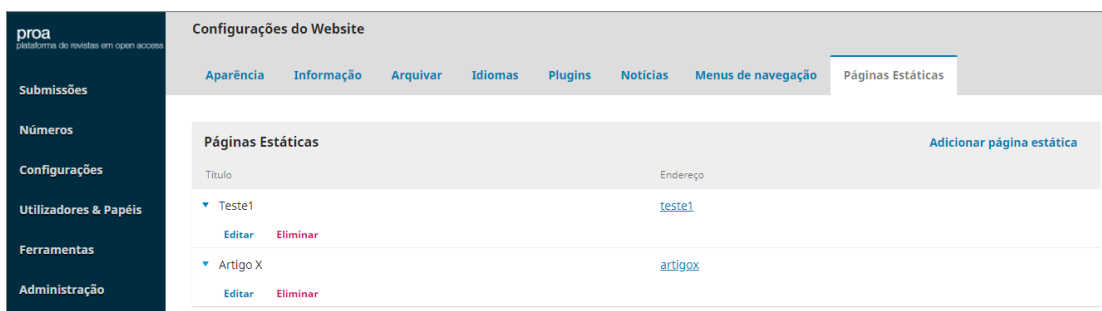 proa
plataforma de revistas em open access
Submissões
Números
Configurações
Utilizadores & Papéis
Ferramentas
Administração
Configurações do Website
Aparência Informação Arquivar Idiomas Plugins Notícias Menus de navegação Páginas Estáticas
Páginas Estáticas Adicionar página estática
Título Endereço
Teste1 teste1
Editar Eliminar
Artigo X artigox
Editar Eliminar